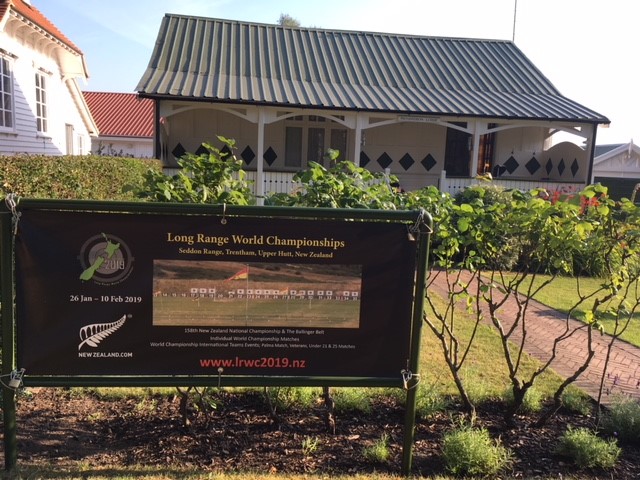 Long Range World Championships
Seddon Range, Trentham, Upper Hutt, New Zealand
2019
26 Jan – 10 Feb 2019
NEW ZEALAND.COM
154th New Zealand National Championship & The Ballinger Belt
Individual World Championship Matches
World Championship International Teams Events; Palma Match, Veterans, Under 21 & 25 Matches
www.lrwc2019.nz